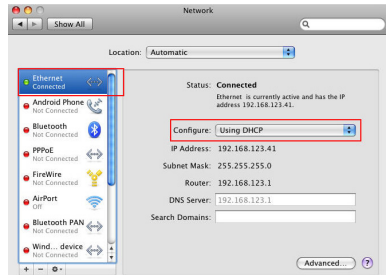 Network
Show All
Location: Automatic
Ethernet
Connected
Android Phone
Not Connected
Bluetooth
Not Connected
PPPoE
Not Connected
FireWire
Not Connected
AirPort
Off
Bluetooth PAN
Not Connected
Wind... device
Not Connected
+ −
Status: Connected
Ethernet is currently active and has the IP
address 192.168.123.41.
Configure: Using DHCP
IP Address: 192.168.123.41
Subnet Mask: 255.255.255.0
Router: 192.168.123.1
DNS Server: 192.168.123.1
Search Domains:
Advanced... ?